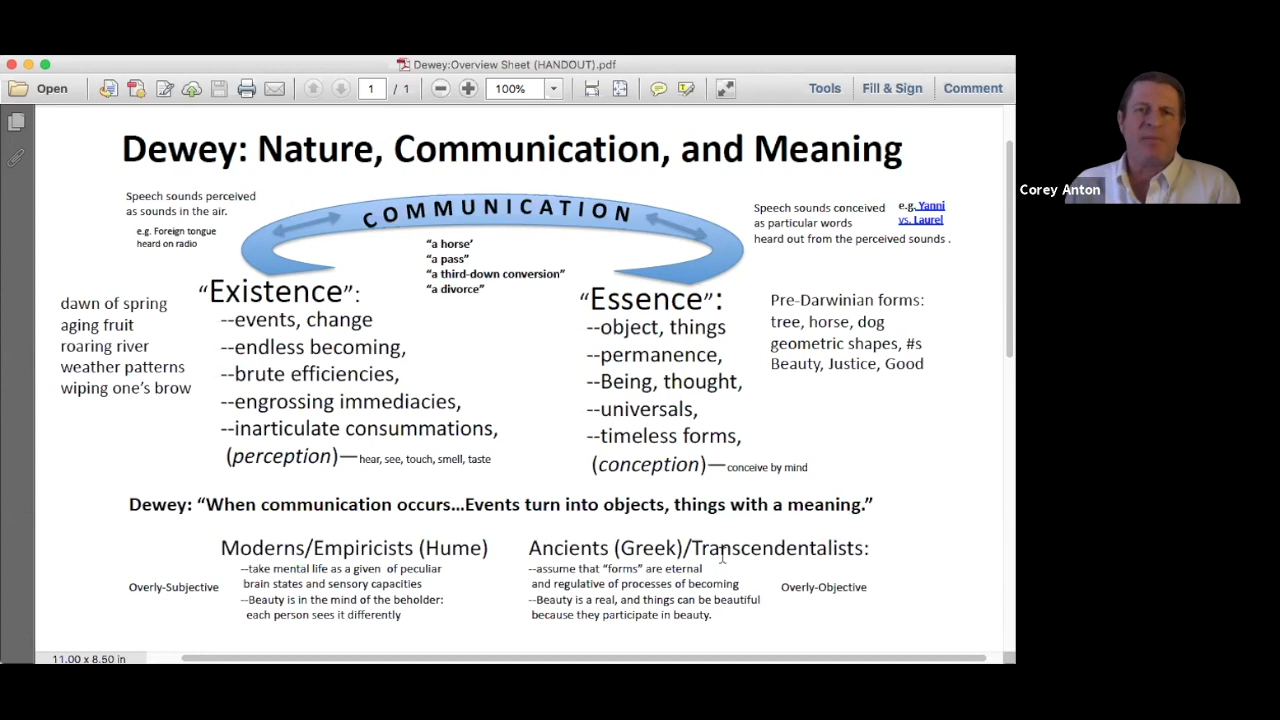 Dewey:Overview Sheet (HANDOUT).pdf
Open
1
/ 1
100%
Tools
Fill & Sign
Comment
Dewey: Nature, Communication, and Meaning
Speech sounds perceived
as sounds in the air.
e.g. Foreign tongue
heard on radio
COMMUNICATION
"a horse'
"a pass"
"a third-down conversion"
"a divorce"
Speech sounds conceived
as particular words
heard out from the perceived sounds .
e.g. Yanni
vs. Laurel
Corey Anton
dawn of spring
aging fruit
roaring river
weather patterns
wiping one's brow
"Existence":
--events, change
--endless becoming,
--brute efficiencies,
--engrossing immediacies,
--inarticulate consummations,
(perception)—hear, see, touch, smell, taste
"Essence":
--object, things
--permanence,
--Being, thought,
--universals,
--timeless forms,
(conception)—conceive by mind
Pre-Darwinian forms:
tree, horse, dog
geometric shapes, #s
Beauty, Justice, Good
Dewey: "When communication occurs…Events turn into objects, things with a meaning."
Moderns/Empiricists (Hume)
--take mental life as a given of peculiar
brain states and sensory capacities
--Beauty is in the mind of the beholder:
each person sees it differently
Overly-Subjective
Ancients (Greek)/Transcendentalists:
--assume that "forms" are eternal
and regulative of processes of becoming
--Beauty is a real, and things can be beautiful
because they participate in beauty.
Overly-Objective
11.00 x 8.50 in